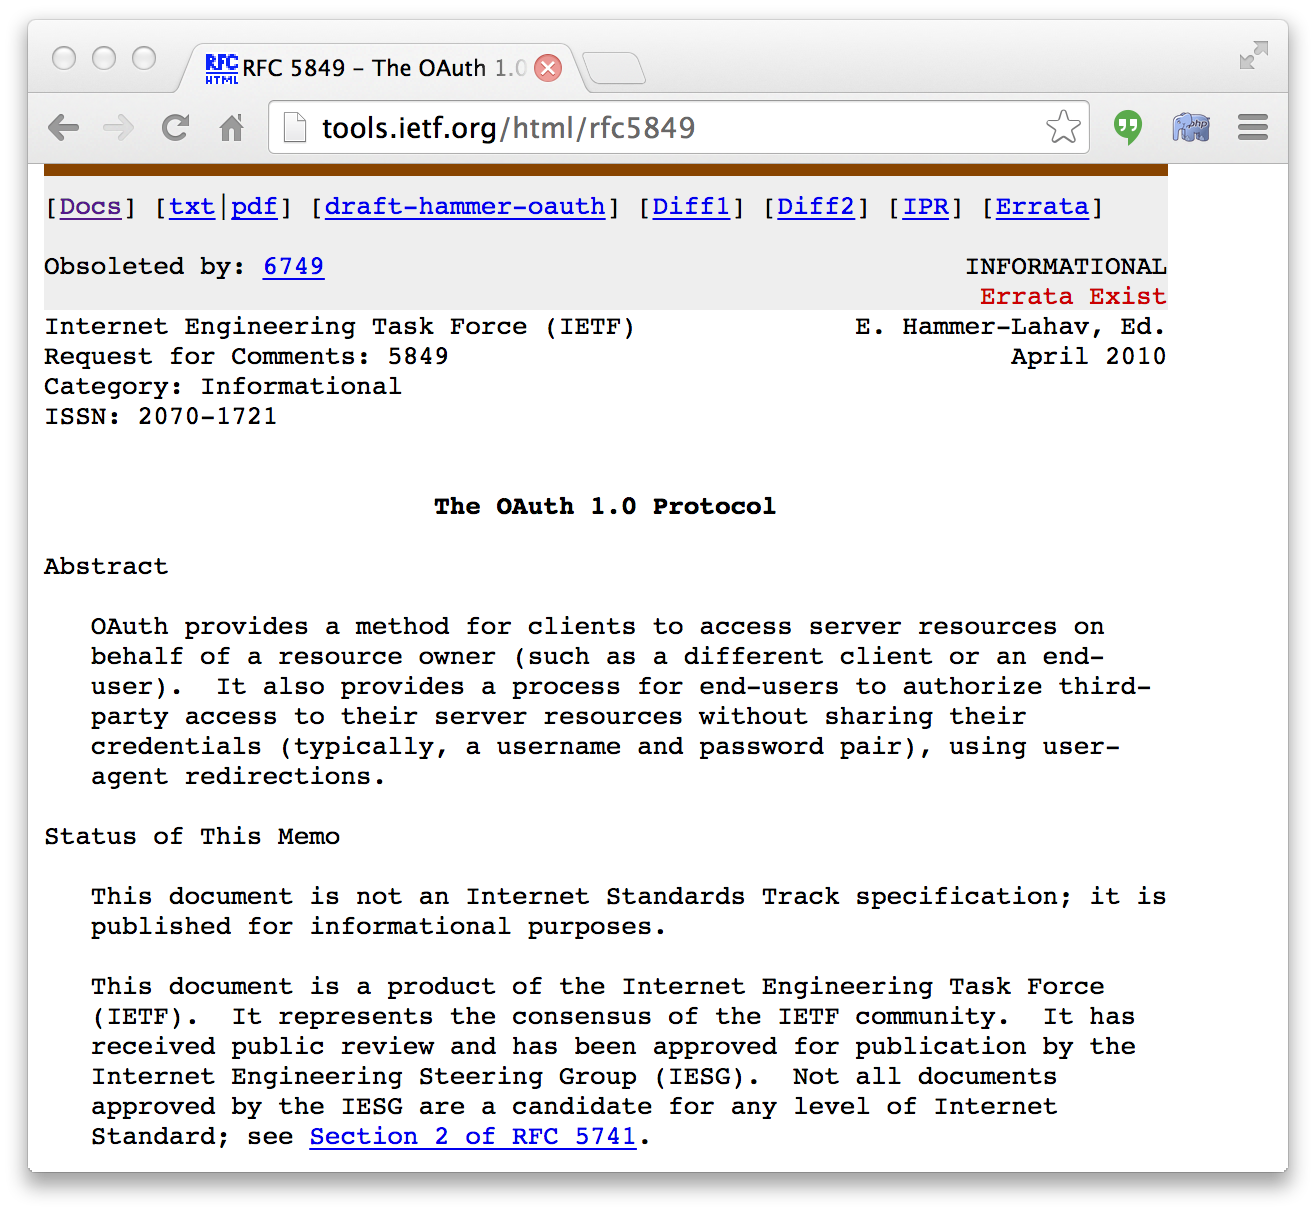 RFC HTML RFC 5849 – The OAuth 1.0
tools.ietf.org/html/rfc5849
php
[Docs] [txt|pdf] [draft-hammer-oauth] [Diff1] [Diff2] [IPR] [Errata]
Obsoleted by: 6749 INFORMATIONAL
Errata Exist
Internet Engineering Task Force (IETF) E. Hammer-Lahav, Ed.
Request for Comments: 5849 April 2010
Category: Informational
ISSN: 2070-1721
The OAuth 1.0 Protocol
Abstract
OAuth provides a method for clients to access server resources on
behalf of a resource owner (such as a different client or an end-
user). It also provides a process for end-users to authorize third-
party access to their server resources without sharing their
credentials (typically, a username and password pair), using user-
agent redirections.
Status of This Memo
This document is not an Internet Standards Track specification; it is
published for informational purposes.
This document is a product of the Internet Engineering Task Force
(IETF). It represents the consensus of the IETF community. It has
received public review and has been approved for publication by the
Internet Engineering Steering Group (IESG). Not all documents
approved by the IESG are a candidate for any level of Internet
Standard; see Section 2 of RFC 5741.